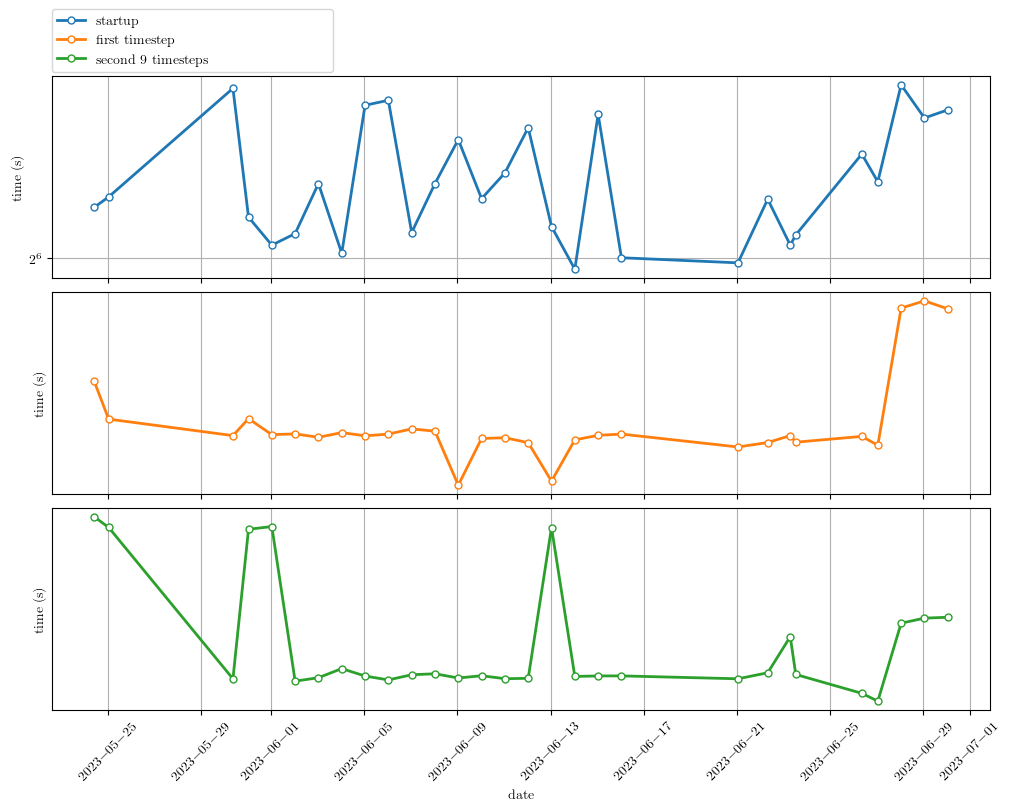 startup
first timestep
second 9 timesteps
time (s)
2⁶
time (s)
time (s)
2023−05−25
2023−05−29
2023−06−01
2023−06−05
2023−06−09
2023−06−13
2023−06−17
2023−06−21
2023−06−25
2023−06−29
2023−07−01
date